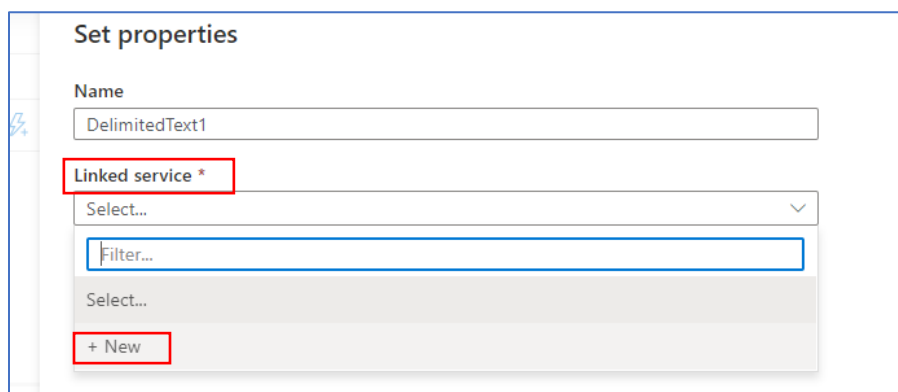 Set properties
Name
DelimitedText1
Linked service *
Select...
Filter...
Select...
+ New